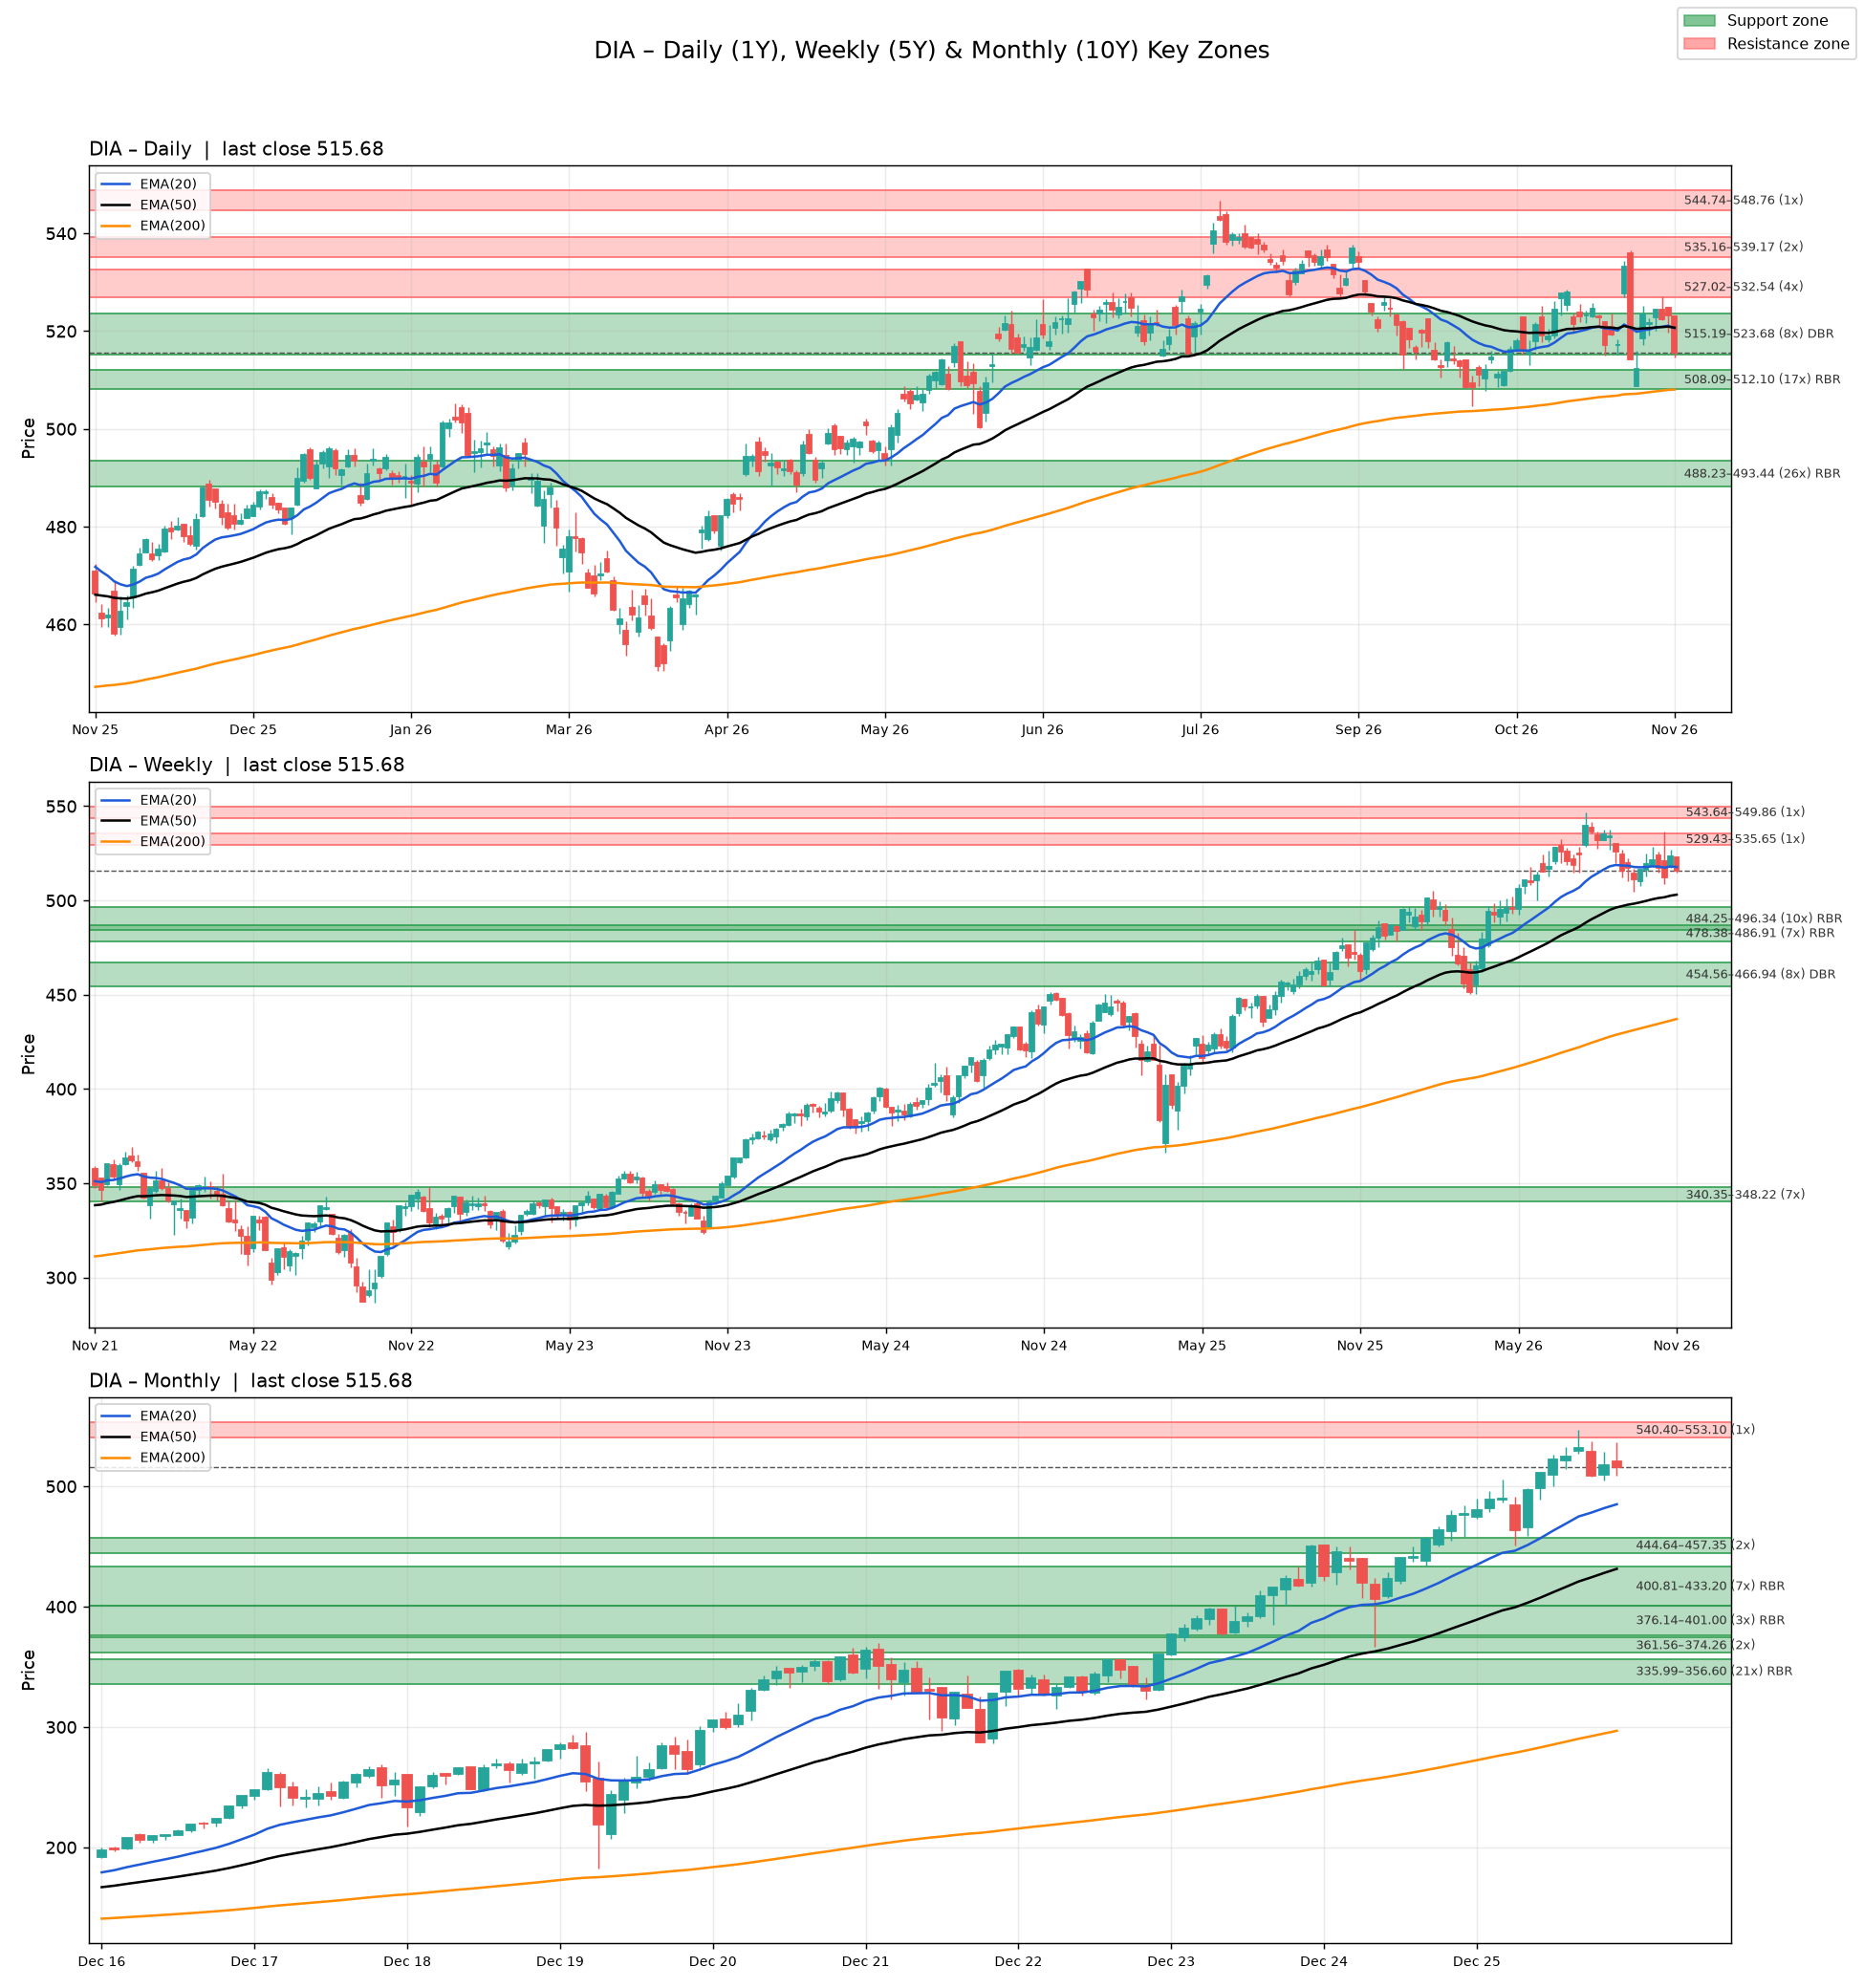 Support zone
Resistance zone
DIA – Daily (1Y), Weekly (5Y) & Monthly (10Y) Key Zones
DIA – Daily | last close 515.68
EMA(20)
EMA(50)
EMA(200)
544.74–548.76 (1x)
535.16–539.17 (2x)
527.02–532.54 (4x)
515.19–523.68 (8x) DBR
508.09–512.10 (17x) RBR
488.23–493.44 (26x) RBR
540
520
500
480
460
Price
Nov 25 Dec 25 Jan 26 Mar 26 Apr 26 May 26 Jun 26 Jul 26 Sep 26 Oct 26 Nov 26
DIA – Weekly | last close 515.68
EMA(20)
EMA(50)
EMA(200)
543.64–549.86 (1x)
529.43–535.65 (1x)
484.25–496.34 (10x) RBR
478.38–486.91 (7x) RBR
454.56–466.94 (8x) DBR
340.35–348.22 (7x)
550
500
450
400
350
300
Price
Nov 21 May 22 Nov 22 May 23 Nov 23 May 24 Nov 24 May 25 Nov 25 May 26 Nov 26
DIA – Monthly | last close 515.68
EMA(20)
EMA(50)
EMA(200)
540.40–553.10 (1x)
444.64–457.35 (2x)
400.81–433.20 (7x) RBR
376.14–401.00 (3x) RBR
361.56–374.26 (2x)
335.99–356.60 (21x) RBR
500
400
300
200
Price
Dec 16 Dec 17 Dec 18 Dec 19 Dec 20 Dec 21 Dec 22 Dec 23 Dec 24 Dec 25